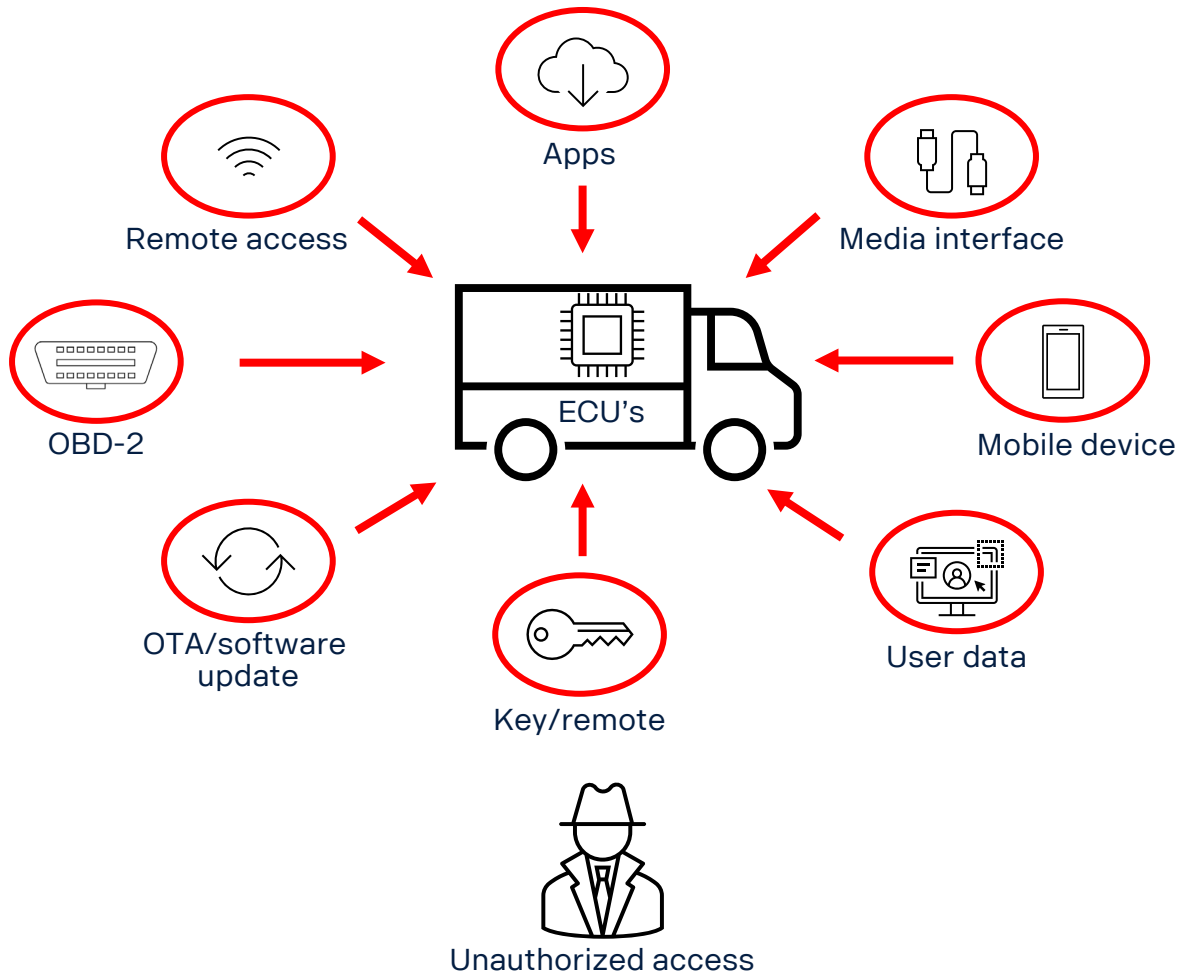 Apps
Remote access
Media interface
ECU's
OBD-2
Mobile device
OTA/software
update
User data
Key/remote
Unauthorized access